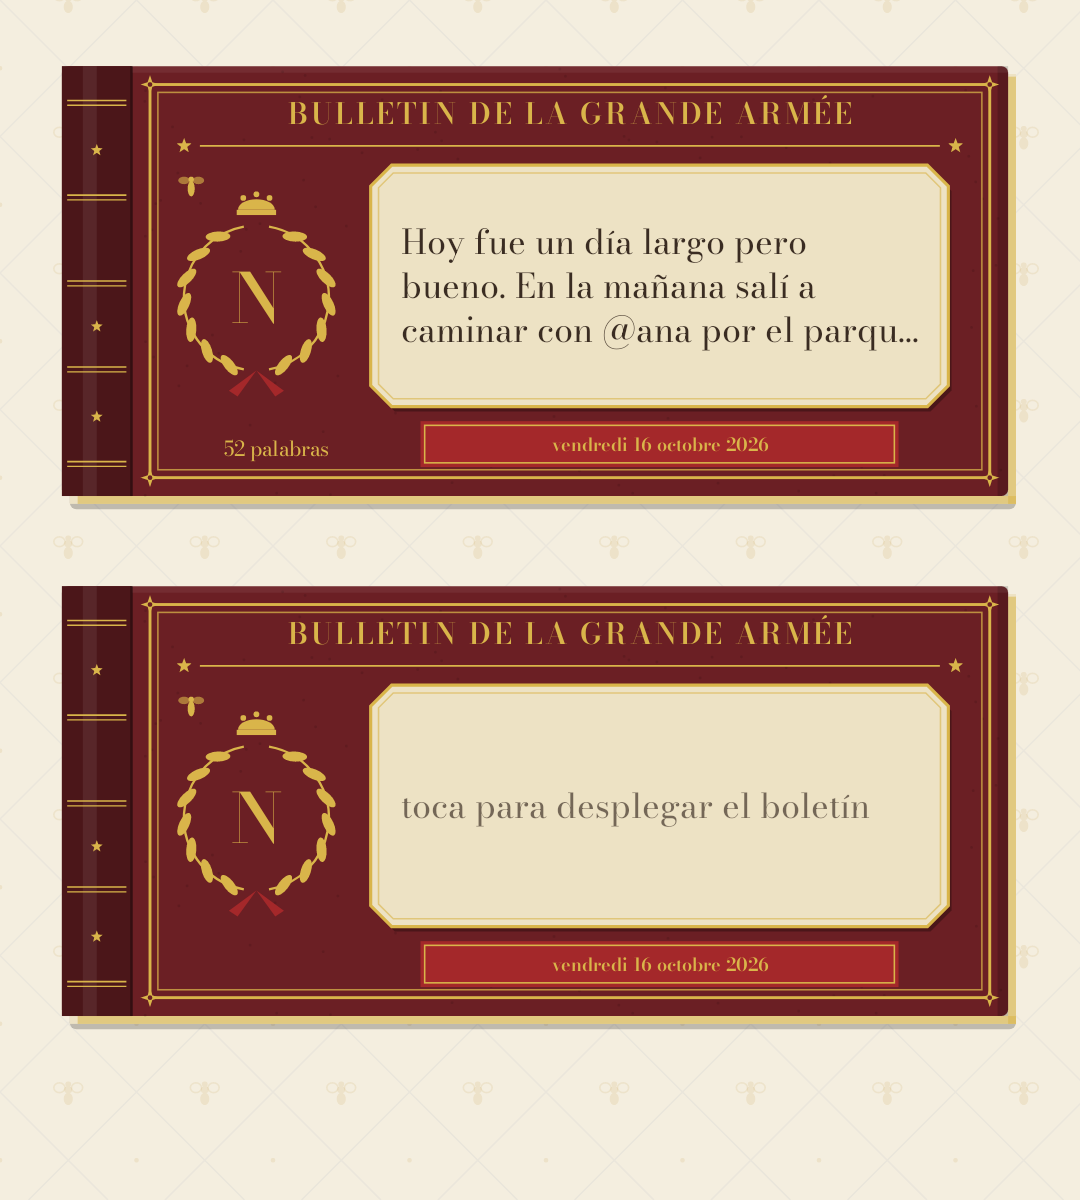 BULLETIN DE LA GRANDE ARMÉE
N
Hoy fue un día largo pero
bueno. En la mañana salí a
caminar con @ana por el parqu...
52 palabras
vendredi 16 octobre 2026
BULLETIN DE LA GRANDE ARMÉE
N
toca para desplegar el boletín
vendredi 16 octobre 2026